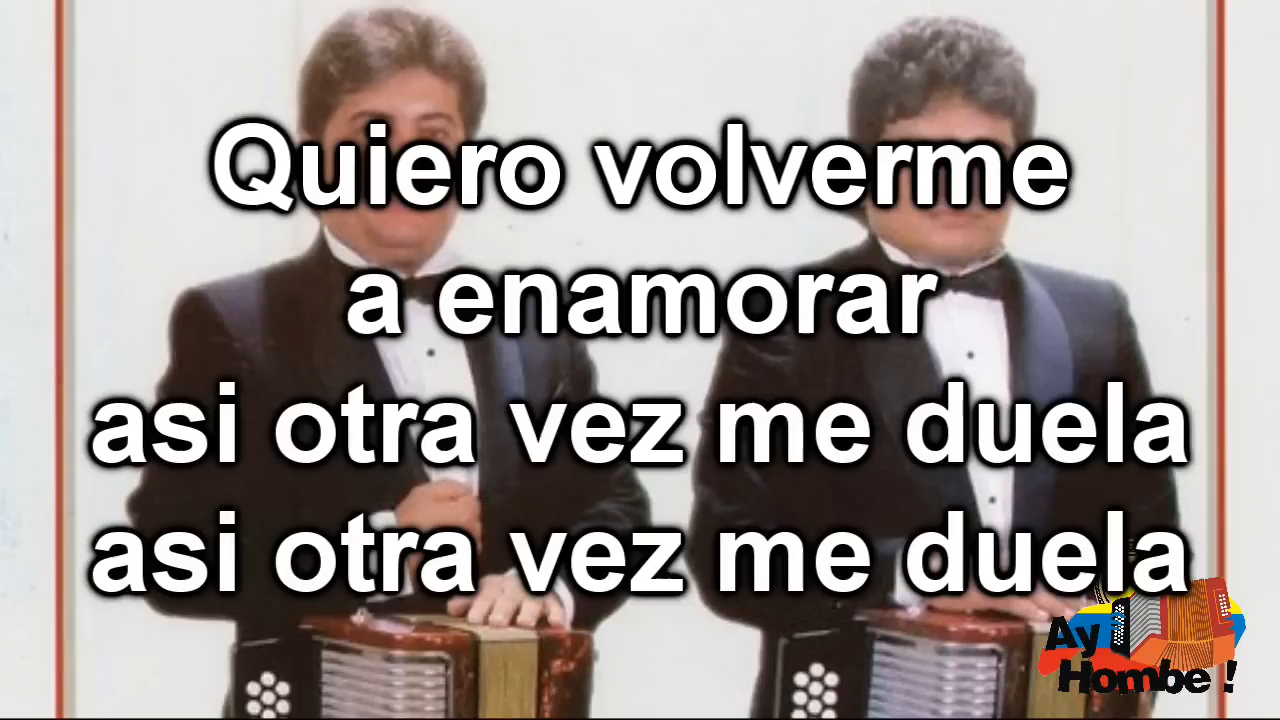 Quiero volverme
a enamorar
asi otra vez me duela
asi otra vez me duela
Ay
Hombe !